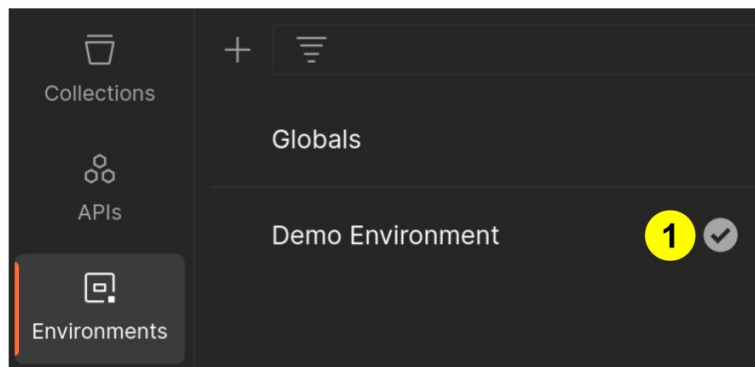 Collections
APIs
Environments
Globals
Demo Environment
1